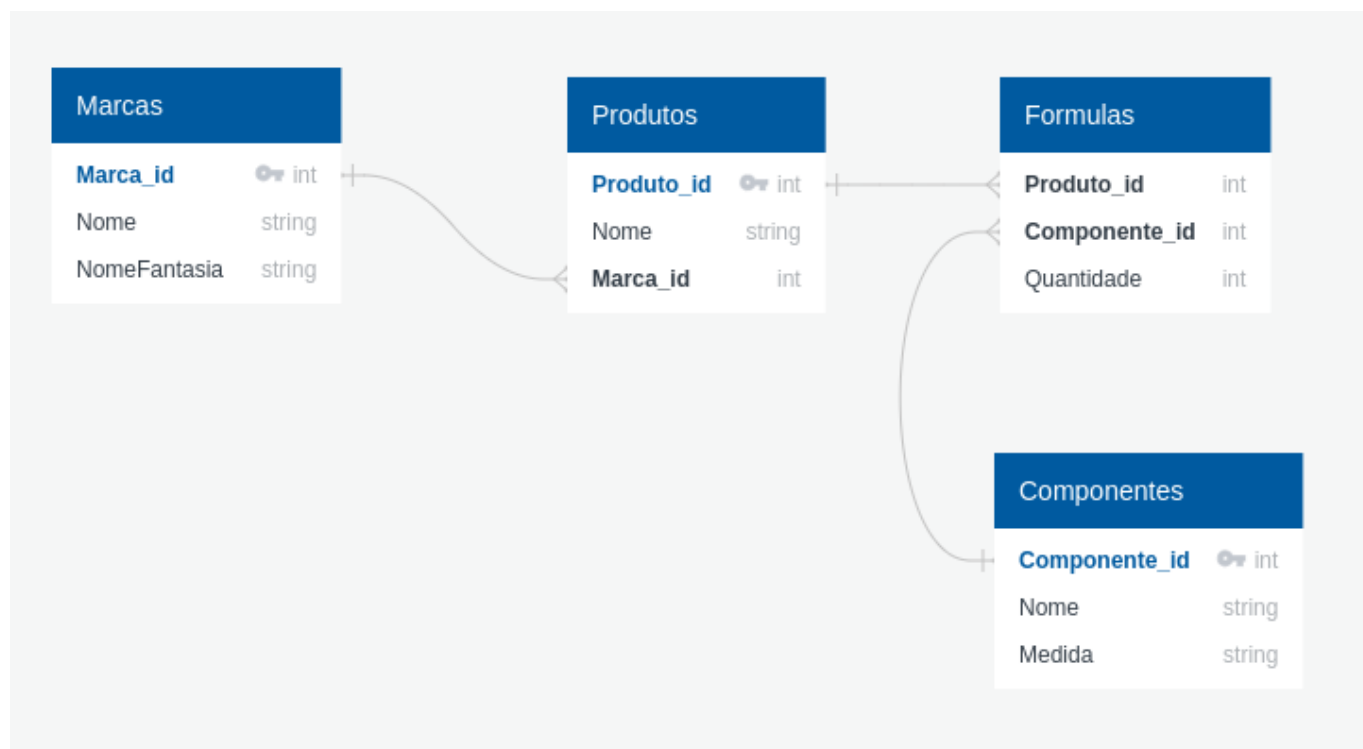 Marcas
Marca_id int
Nome string
NomeFantasia string
Produtos
Produto_id int
Nome string
Marca_id int
Formulas
Produto_id int
Componente_id int
Quantidade int
Componentes
Componente_id int
Nome string
Medida string